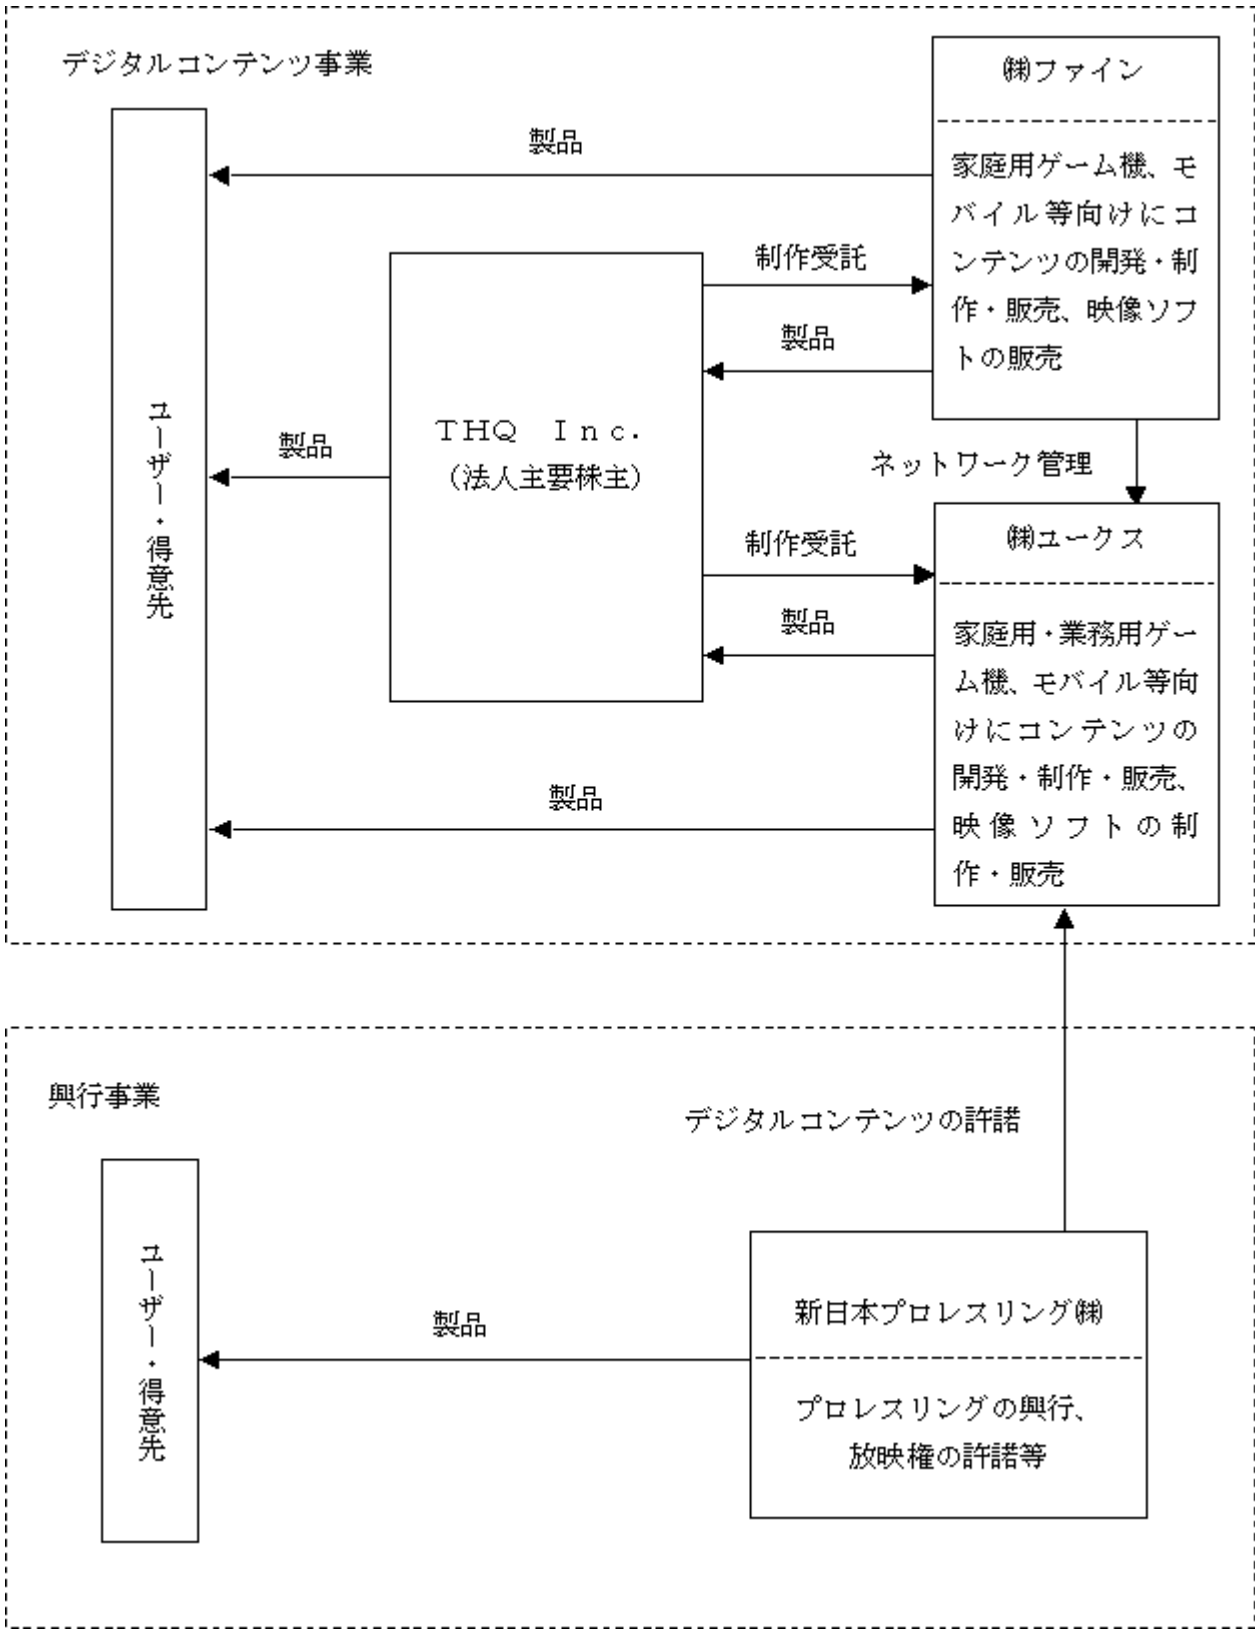 デジタルコンテンツ事業
㈱ファイン
製品
家庭用ゲーム機、モ
バイル等向けにコ
ンテンツの開発・制
作・販売、映像ソフ
トの販売
制作受託
製品
ユーザー・得意先
製品
ＴＨＱ　Ｉｎｃ．
（法人主要株主）
ネットワーク管理
㈱ユークス
制作受託
製品
家庭用・業務用ゲー
ム機、モバイル等向
けにコンテンツの
開発・制作・販売、
映像ソフトの制
作・販売
製品
興行事業
デジタルコンテンツの許諾
ユーザー・得意先
製品
新日本プロレスリング㈱
プロレスリングの興行、
放映権の許諾等